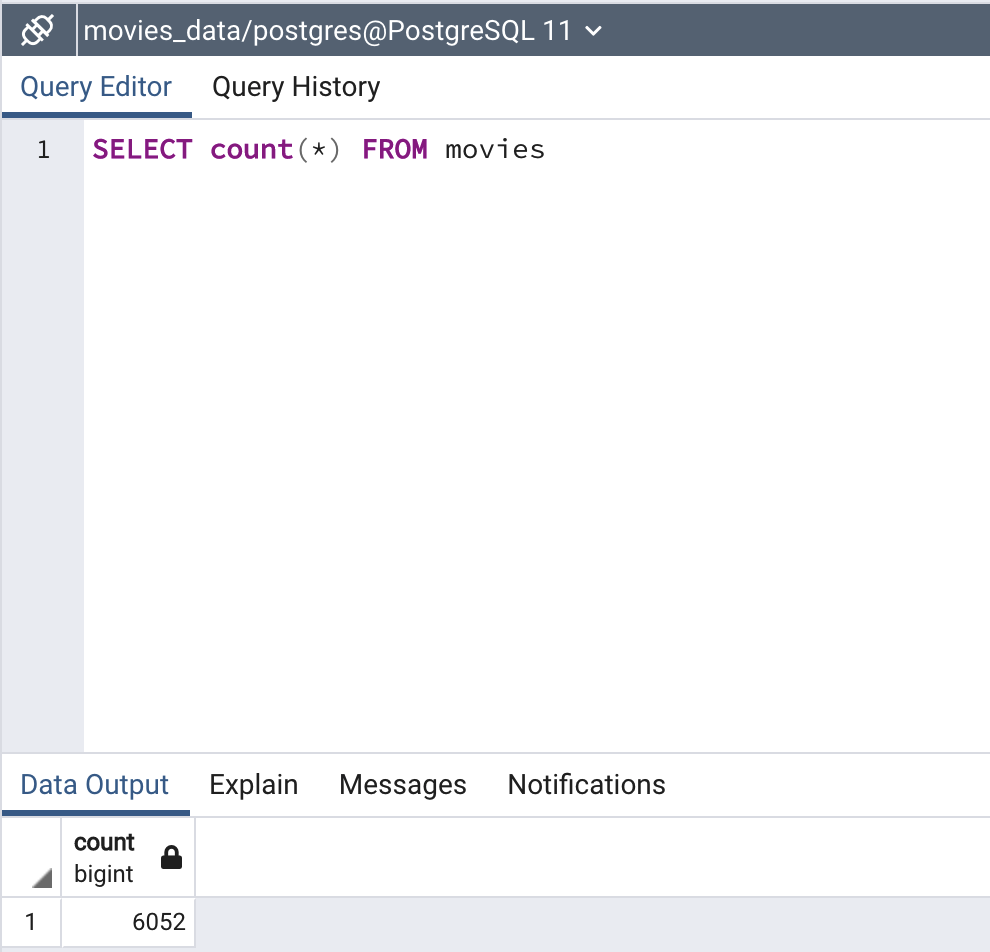 movies_data/postgres@PostgreSQL 11
Query Editor Query History
1 SELECT count(*) FROM movies
Data Output Explain Messages Notifications
count
bigint
1 6052